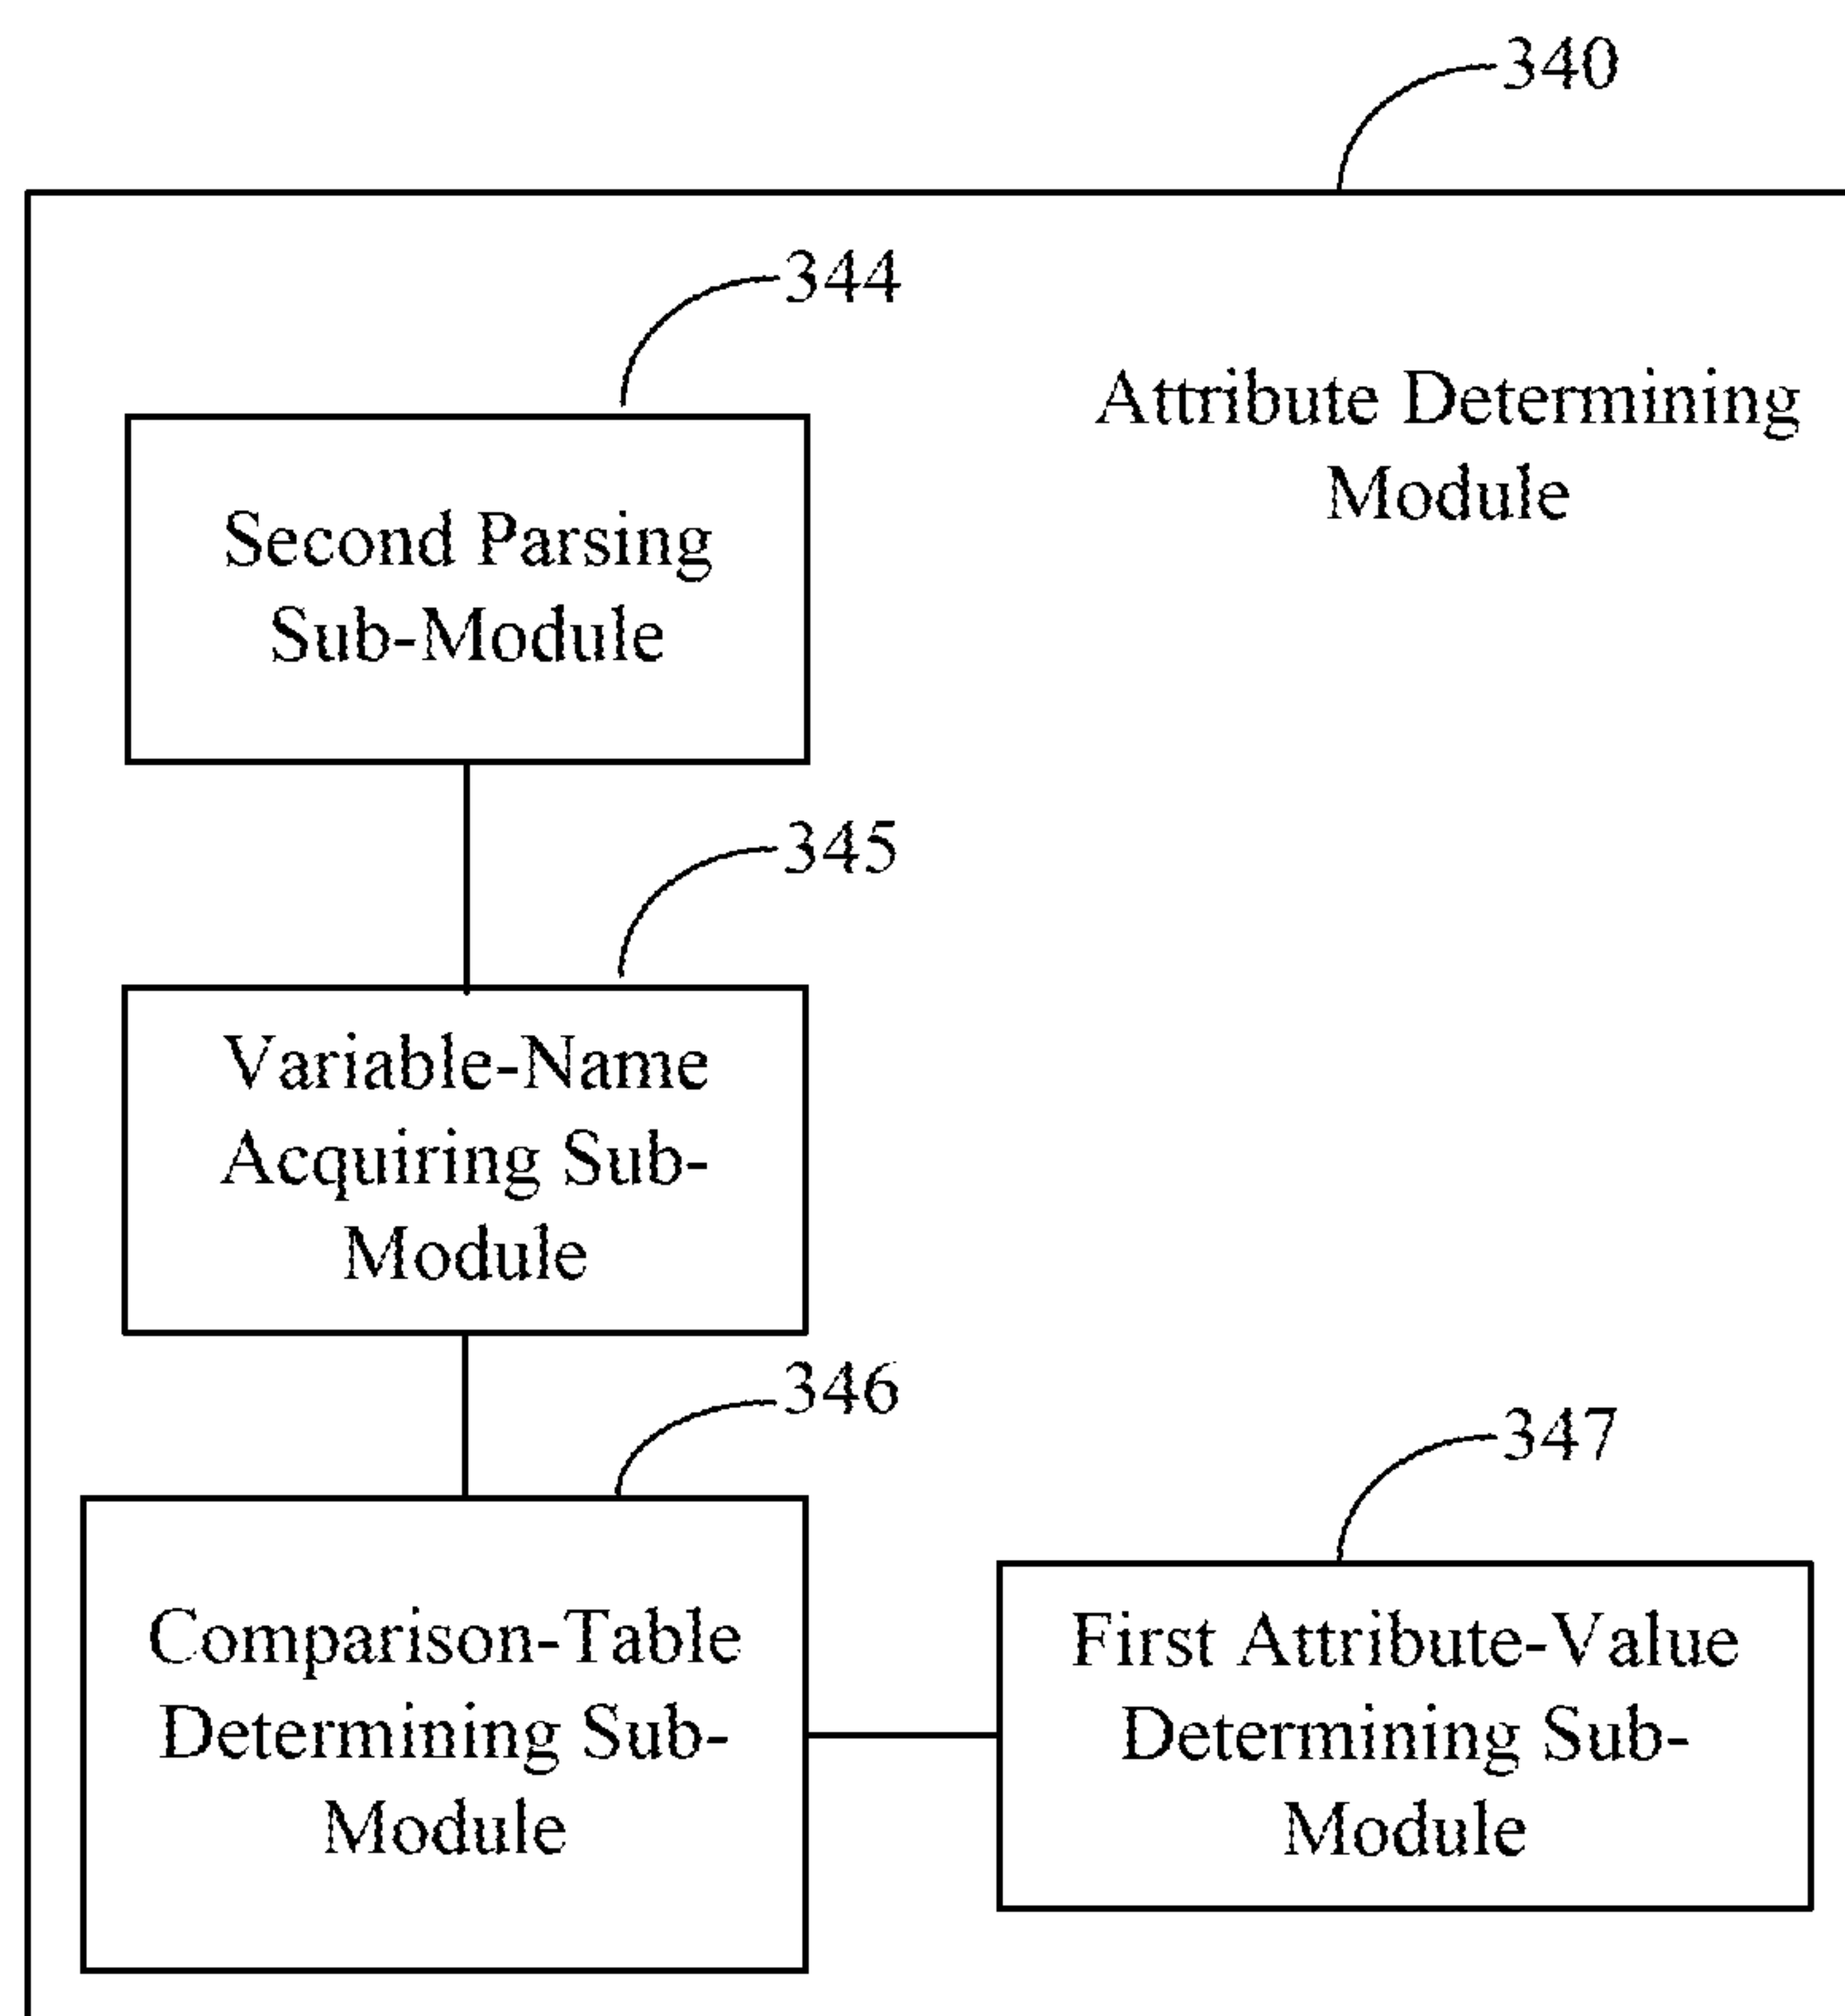 340
344
Attribute Determining
Module
Second Parsing
Sub-Module
345
Variable-Name
Acquiring Sub-
Module
346
347
Comparison-Table
Determining Sub-
Module
First Attribute-Value
Determining Sub-
Module